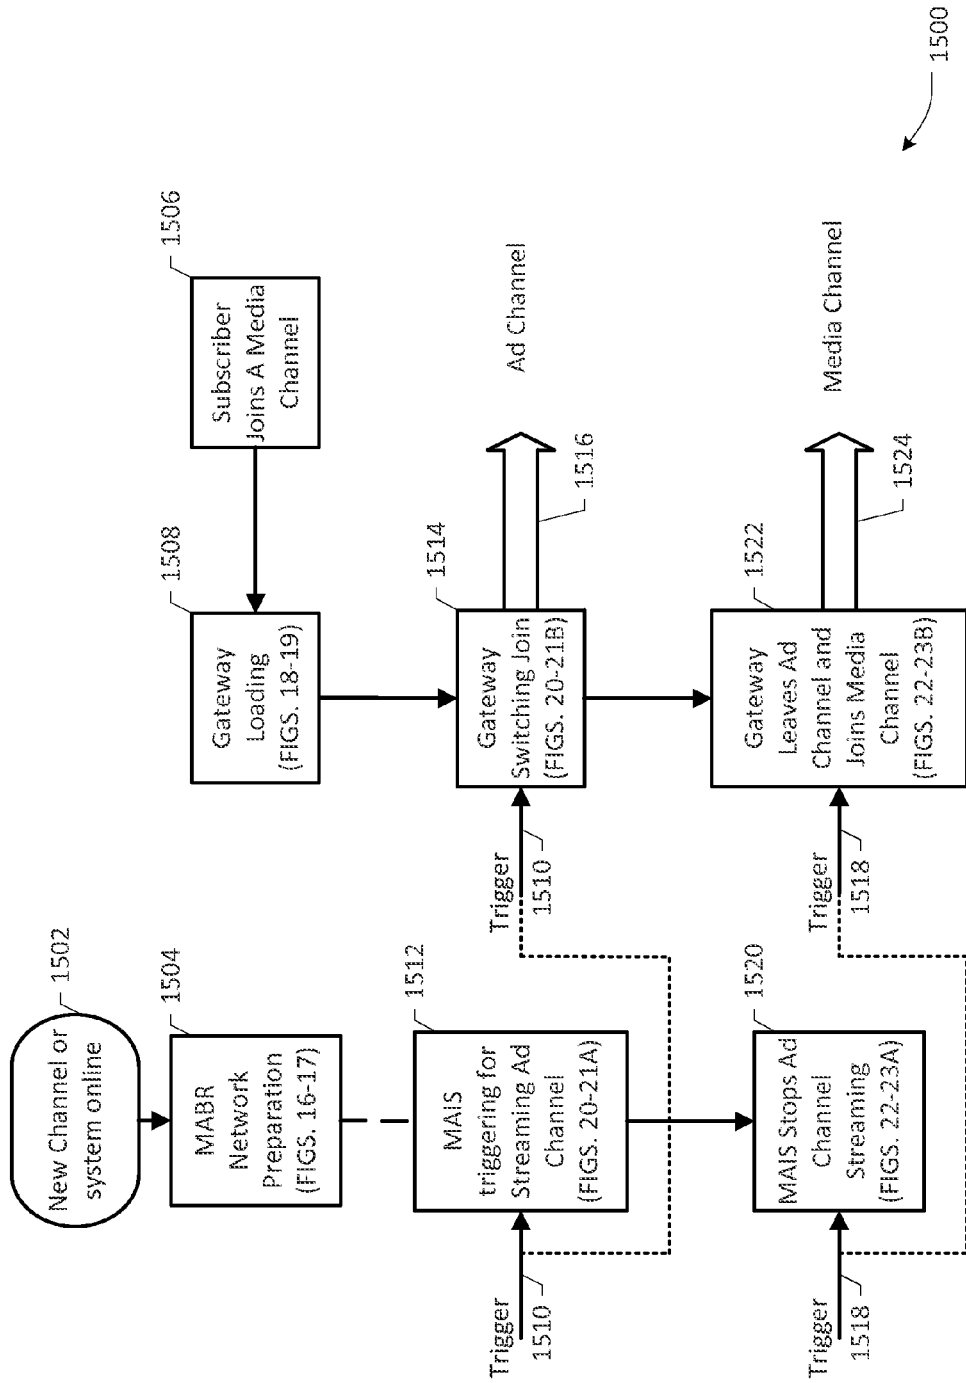 New Channel or
system online
1502
MABR
Network
Preparation
(FIGS. 16-17)
1504
Subscriber
Joins A Media
Channel
1506
Gateway
Loading
(FIGS. 18-19)
1508
Trigger
1510
MAIS
triggering for
Streaming Ad
Channel
(FIGS. 20-21A)
1512
Trigger
1510
Gateway
Switching Join
(FIGS. 20-21B)
1514
1516
Ad Channel
Trigger
1518
MAIS Stops Ad
Channel
Streaming
(FIGS. 22-23A)
1520
Trigger
1518
Gateway
Leaves Ad
Channel and
Joins Media
Channel
(FIGS. 22-23B)
1522
1524
Media Channel
1500